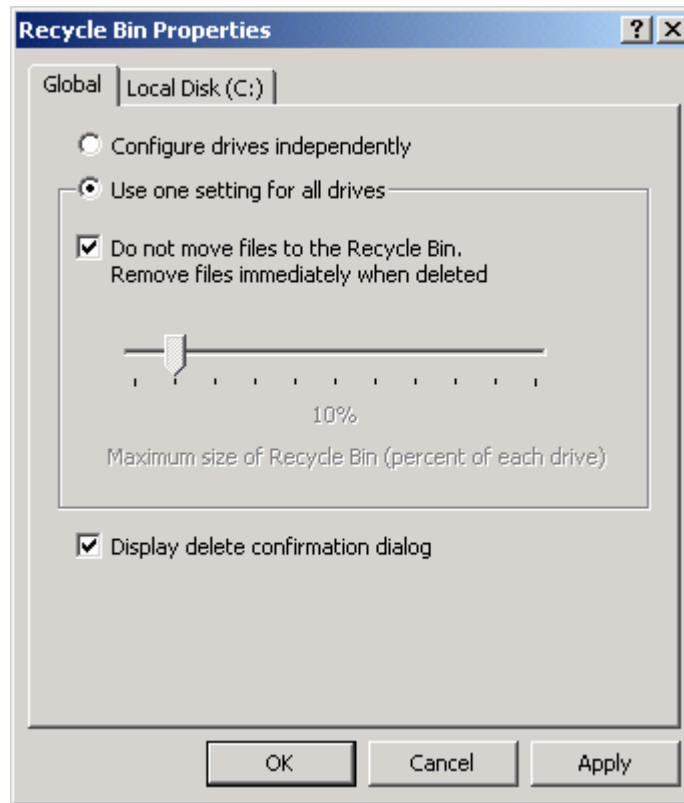 Recycle Bin Properties
Global
Local Disk (C:)
Configure drives independently
Use one setting for all drives
Do not move files to the Recycle Bin.
Remove files immediately when deleted
10%
Maximum size of Recycle Bin (percent of each drive)
Display delete confirmation dialog
OK
Cancel
Apply